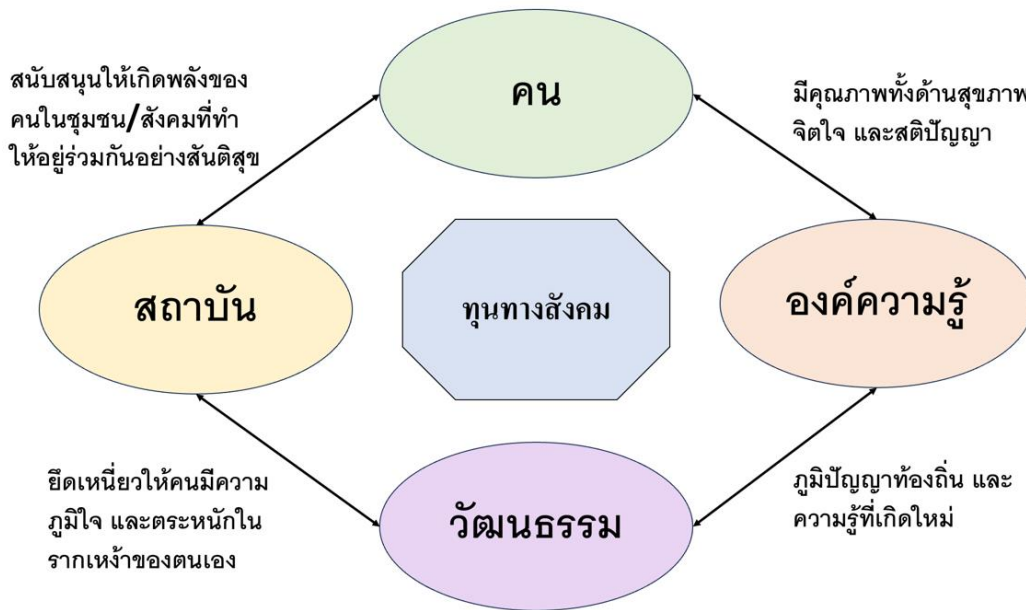 คน
สนับสนุนให้เกิดพลังของ
คนในชุมชน/สังคมที่ทำ
ให้อยู่ร่วมกันอย่างสันติสุข
มีคุณภาพทั้งด้านสุขภาพ
จิตใจ และสติปัญญา
สถาบัน
ทุนทางสังคม
องค์ความรู้
ยึดเหนี่ยวให้คนมีความ
ภูมิใจ และตระหนักใน
รากเหง้าของตนเอง
วัฒนธรรม
ภูมิปัญญาท้องถิ่น และ
ความรู้ที่เกิดใหม่